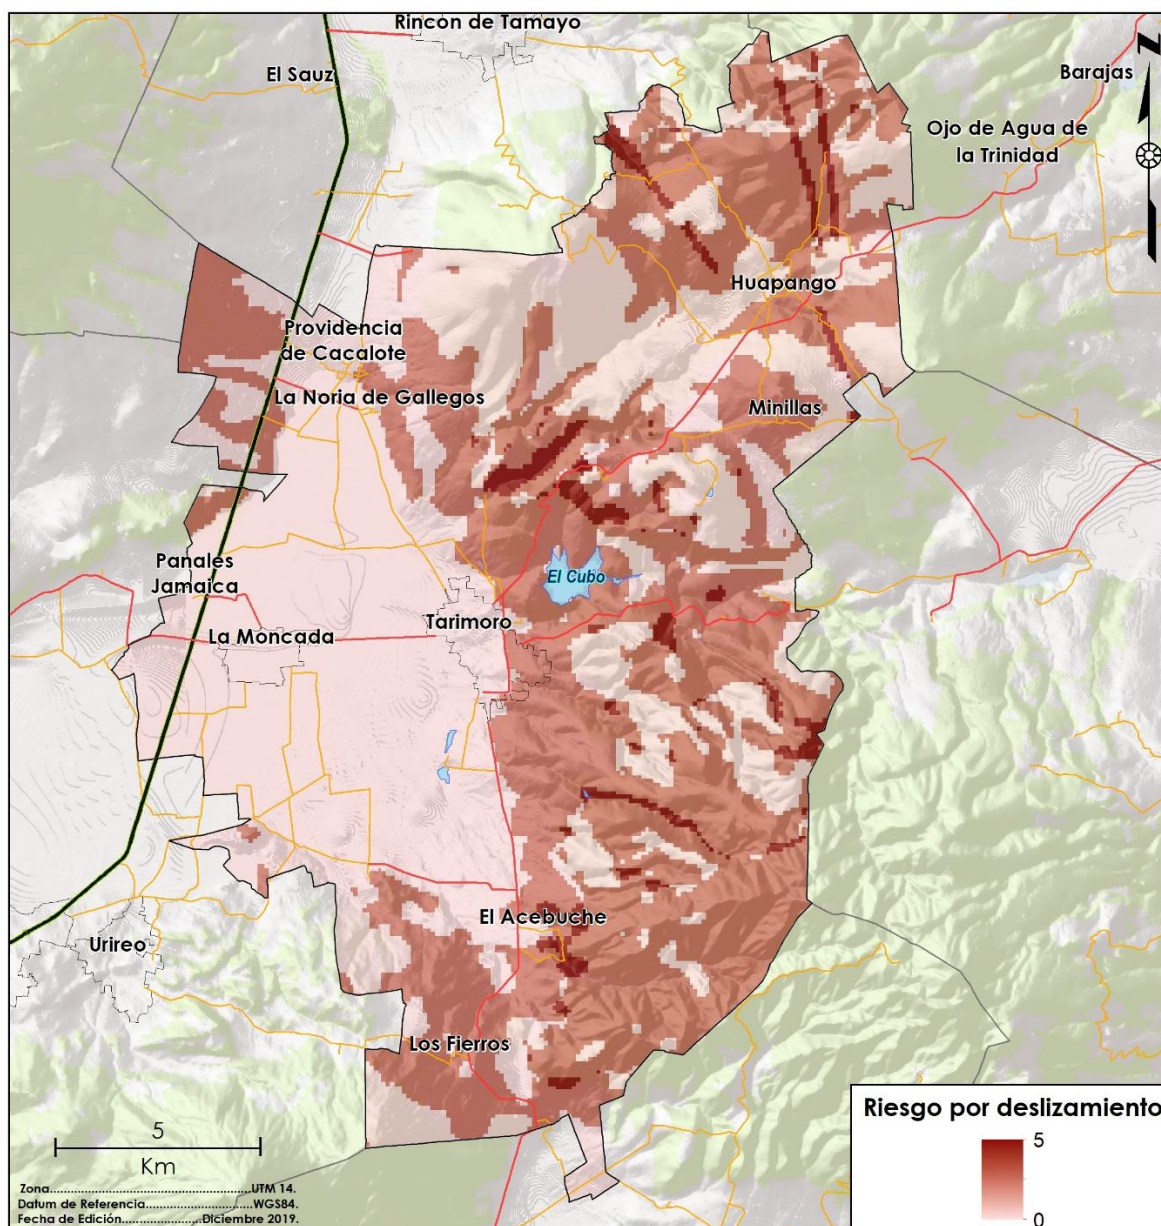 Rincón de Tamayo
El Sauz
Barajas
Ojo de Agua de
la Trinidad
Z
Huapango
Providencia
de Cacalote
La Noria de Gallegos
Minillas
Panales
Jamaica
El Cubo
Tarimoro
La Moncada
El Acebuche
Urireo
Los Fierros
Riesgo por deslizamiento
5
0
5
Km
Zona..................................................UTM 14.
Datum de Referencia..........................WGS84.
Fecha de Edición....................Diciembre 2019.